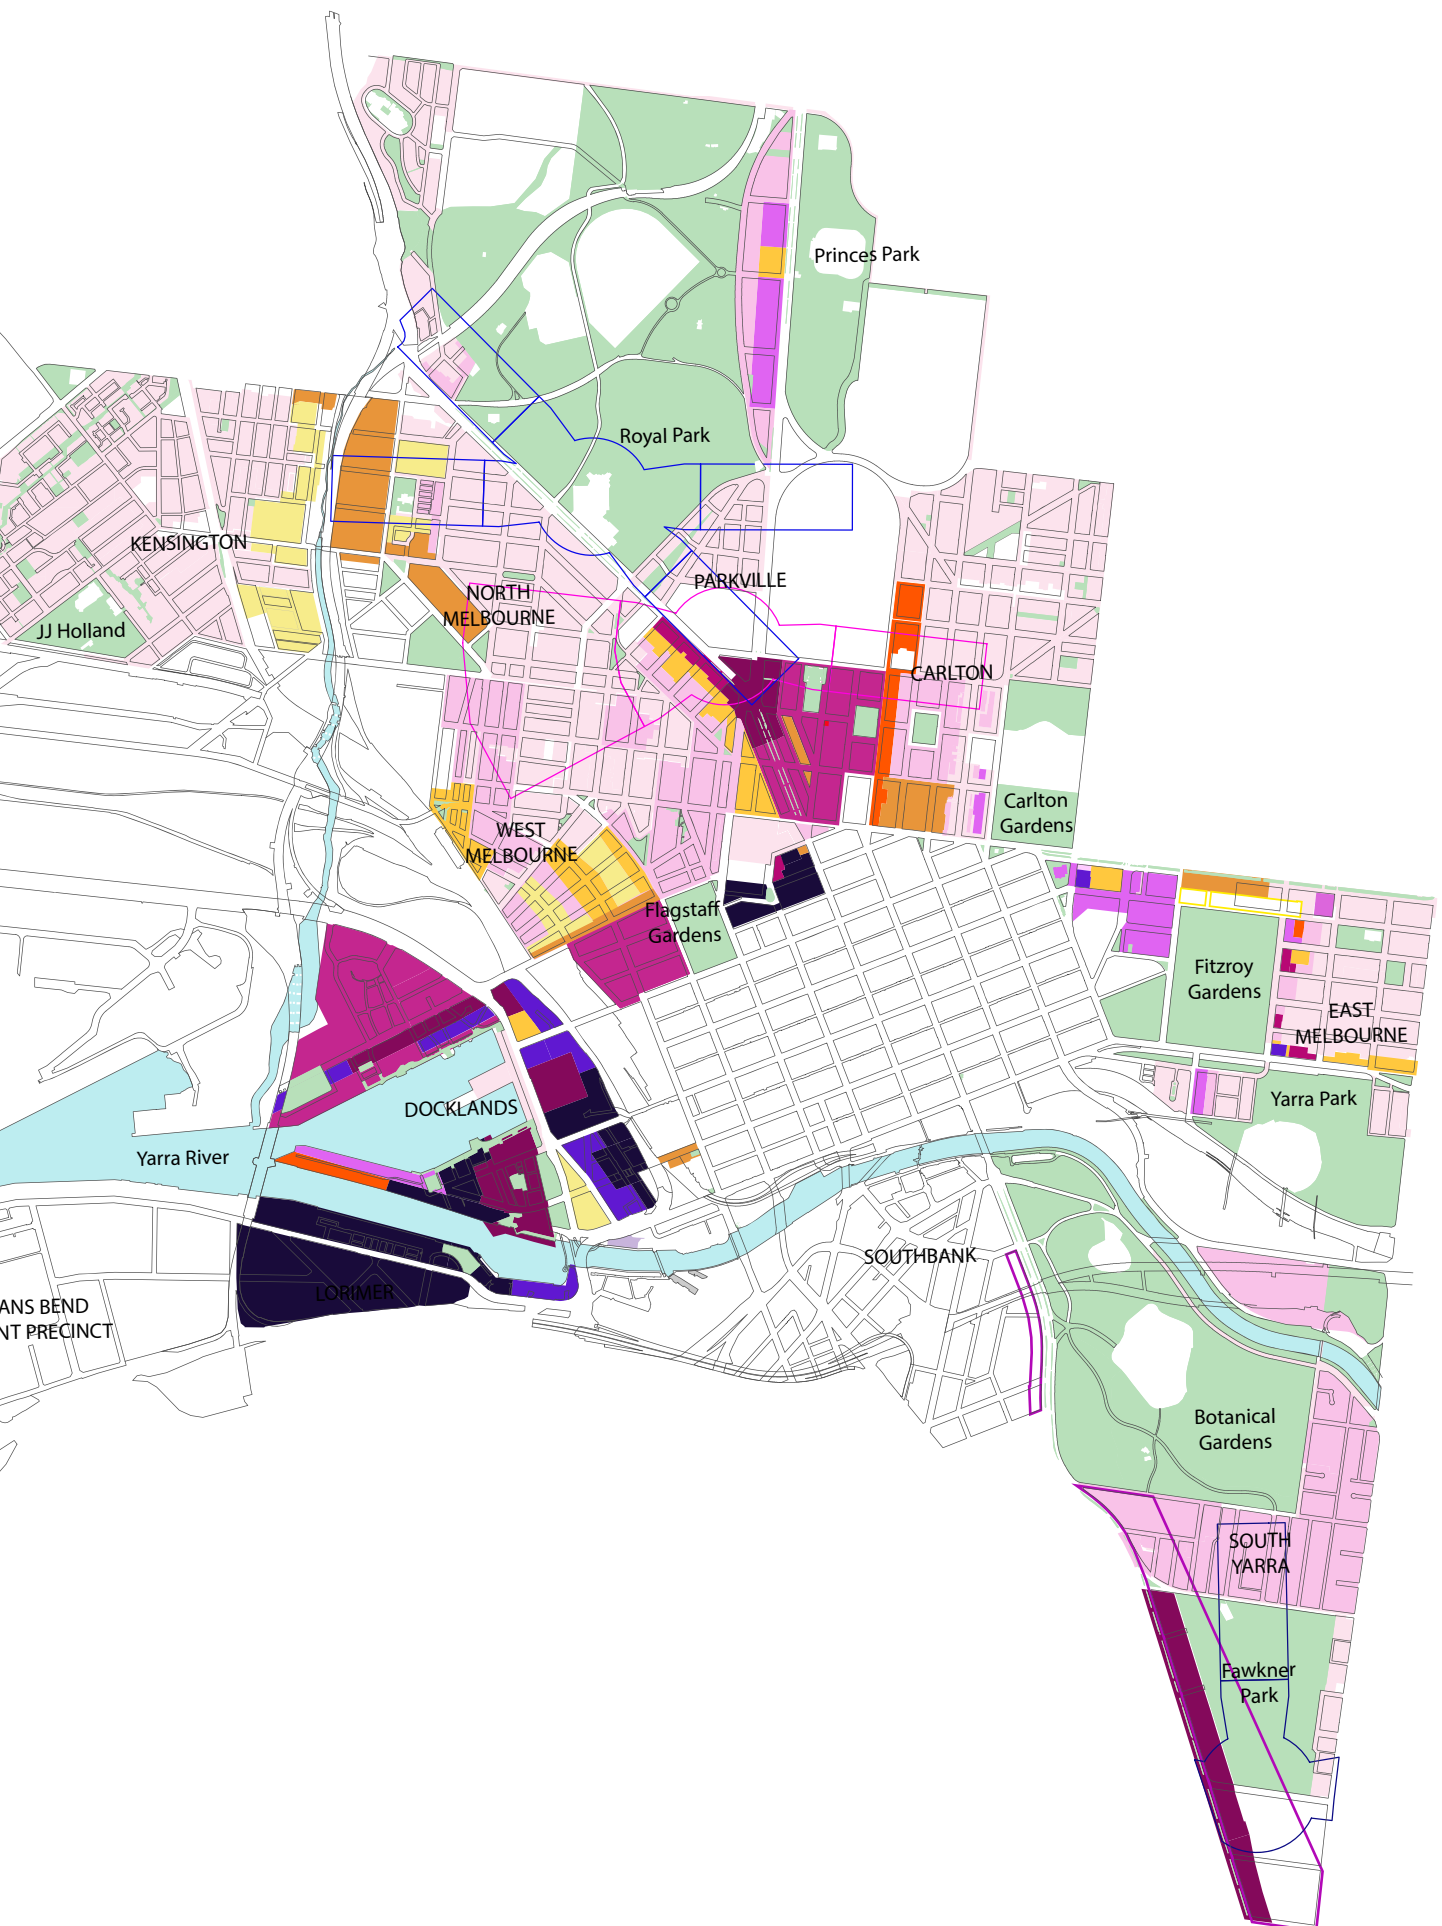 Princes Park
Royal Park
KENSINGTON
PARKVILLE
NORTH
MELBOURNE
JJ Holland
CARLTON
Carlton
Gardens
WEST
MELBOURNE
Flagstaff
Gardens
Fitzroy
Gardens
EAST
MELBOURNE
DOCKLANDS
Yarra Park
Yarra River
SOUTHBANK
LORIMER
ANS BEND
NT PRECINCT
Botanical
Gardens
SOUTH
YARRA
Fawkner
Park